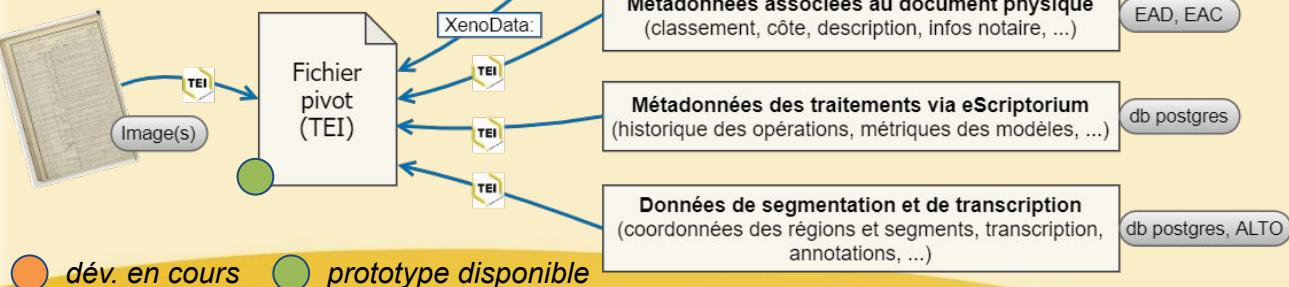 Métadonnées associées au document physique
(classement, côte, description, infos notaire, ...)
EAD, EAC
XenoData:
TEI
TEI
Fichier
pivot
(TEI)
Image(s)
Métadonnées des traitements via eScriptorium
(historique des opérations, métriques des modèles, ...)
db postgres
TEI
TEI
Données de segmentation et de transcription
(coordonnées des régions et segments, transcription,
annotations, ...)
db postgres, ALTO
dév. en cours
prototype disponible